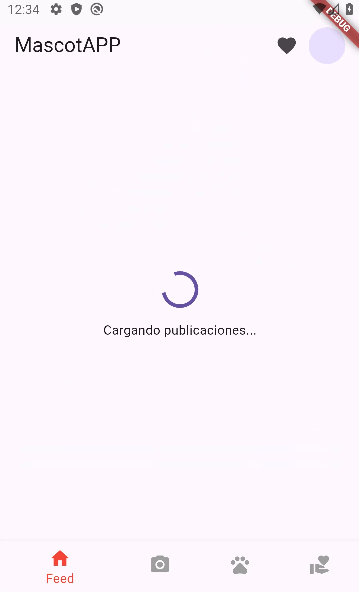 12:34
DEBUG
MascotAPP
Cargando publicaciones...
Feed